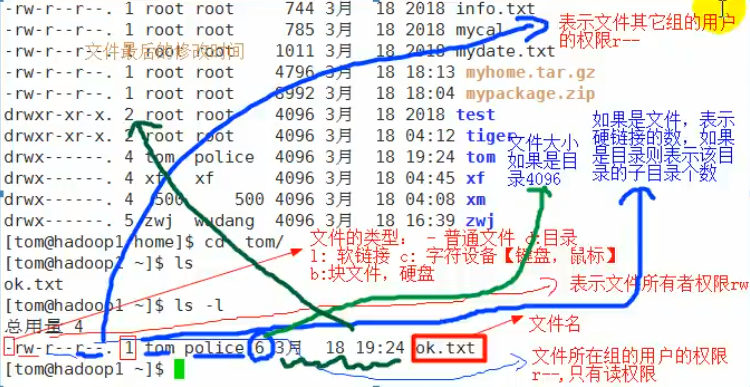 -rw-r--r--. 1 root root 744 3月 18 2018 info.txt
-rw-r--r--. 1 root root 785 3月 18 2018 mycal
-rw-r--r--. 1 root root 1011 3月 18 2018 mydate.txt
-rw-r--r--. 1 root root 4796 3月 18 18:13 myhome.tar.gz
-rw-r--r--. 1 root root 8992 3月 18 18:04 mypackage.zip
drwxr-xr-x. 2 root root 4096 3月 18 2018 test
drwxr-xr-x. 2 root root 4096 3月 18 04:12 tiger
drwx------. 4 tom police 4096 3月 18 19:24 tom
drwx------. 4 xf xf 4096 3月 18 04:45 xf
drwx------. 4 500 500 4096 3月 18 04:08 xm
drwx------. 5 zwj wudang 4096 3月 18 16:39 zwj
[tom@hadoop1 home]$ cd tom/
[tom@hadoop1 ~]$ ls
ok.txt
[tom@hadoop1 ~]$ ls -l
总用量 4
-rw-r--r--. 1 tom police 6 3月 18 19:24 ok.txt
[tom@hadoop1 ~]$
文件最后的修改时间
表示文件其它组的用户
的权限r--
文件大小
如果是目
录4096
如果是文件，表示
硬链接的数，如果
是目录则表示该目
录的子目录个数
文件的类型： - 普通文件 d:目录
l: 软链接 c: 字符设备【键盘，鼠标】
b:块文件，硬盘
表示文件所有者权限rw
文件名
文件所在组的用户的权限
r--,只有读权限